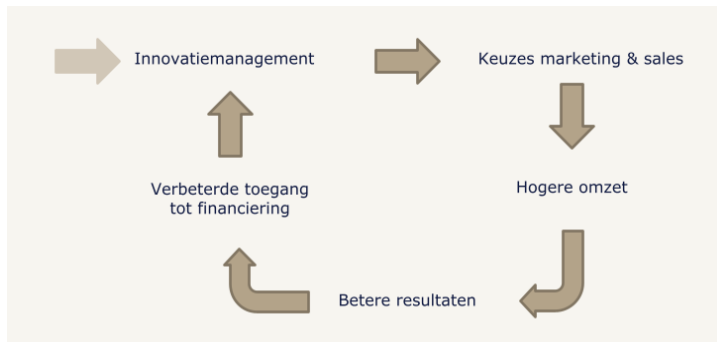 Innovatiemanagement
Keuzes marketing & sales
Hogere omzet
Betere resultaten
Verbeterde toegang
tot financiering